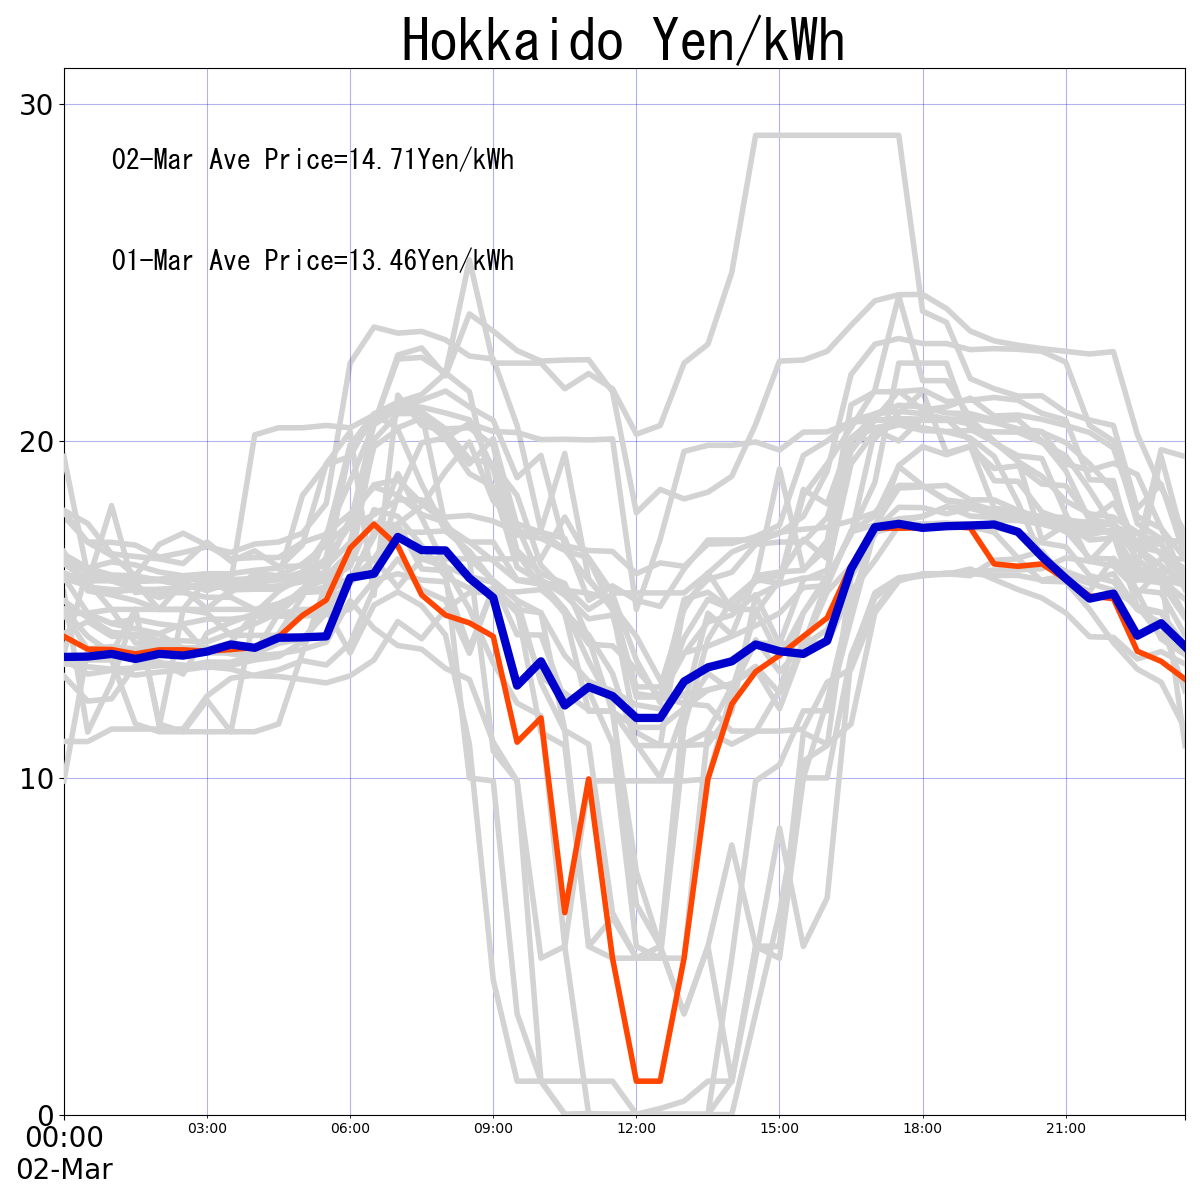 Hokkaido Yen/kWh
30
02-Mar Ave Price=14.71Yen/kWh
01-Mar Ave Price=13.46Yen/kWh
20
10
0
00:00 03:00 06:00 09:00 12:00 15:00 18:00 21:00
02-Mar